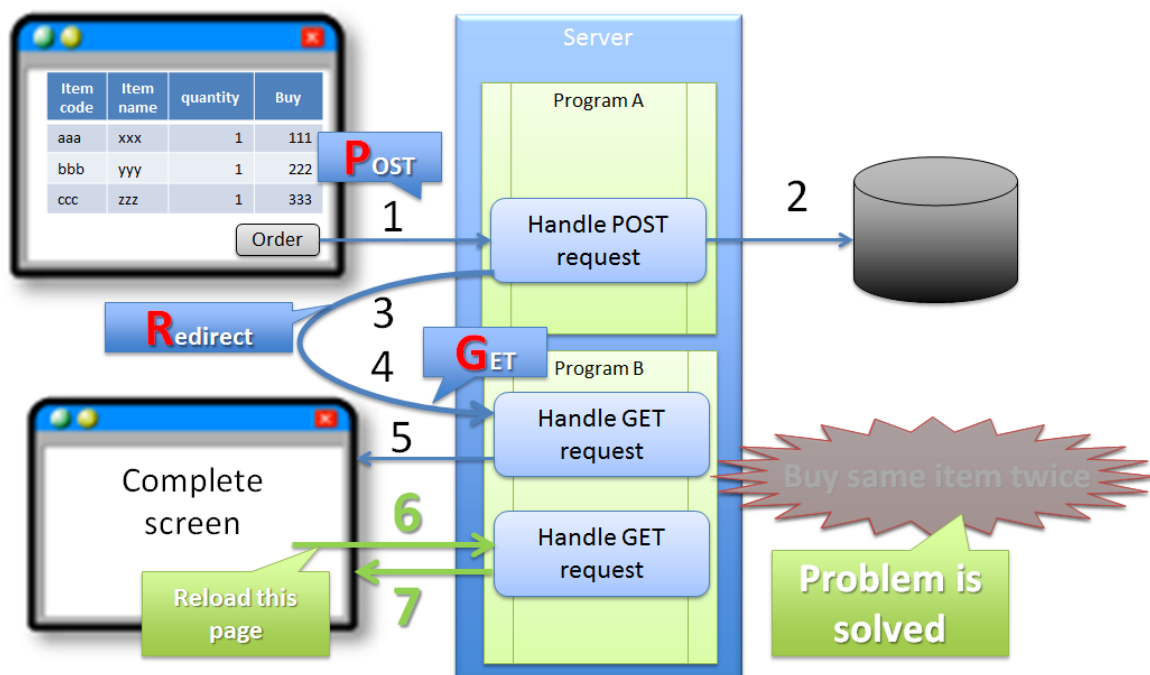 Server
Item code
Item name
quantity
Buy
aaa xxx 1 111
bbb yyy 1 222
ccc zzz 1 333
Order
POST
1
Program A
Handle POST
request
2
Redirect
3
4
GET
Program B
Handle GET
request
5
Complete
screen
Buy same item twice
6
Handle GET
request
7
Reload this
page
Problem is
solved